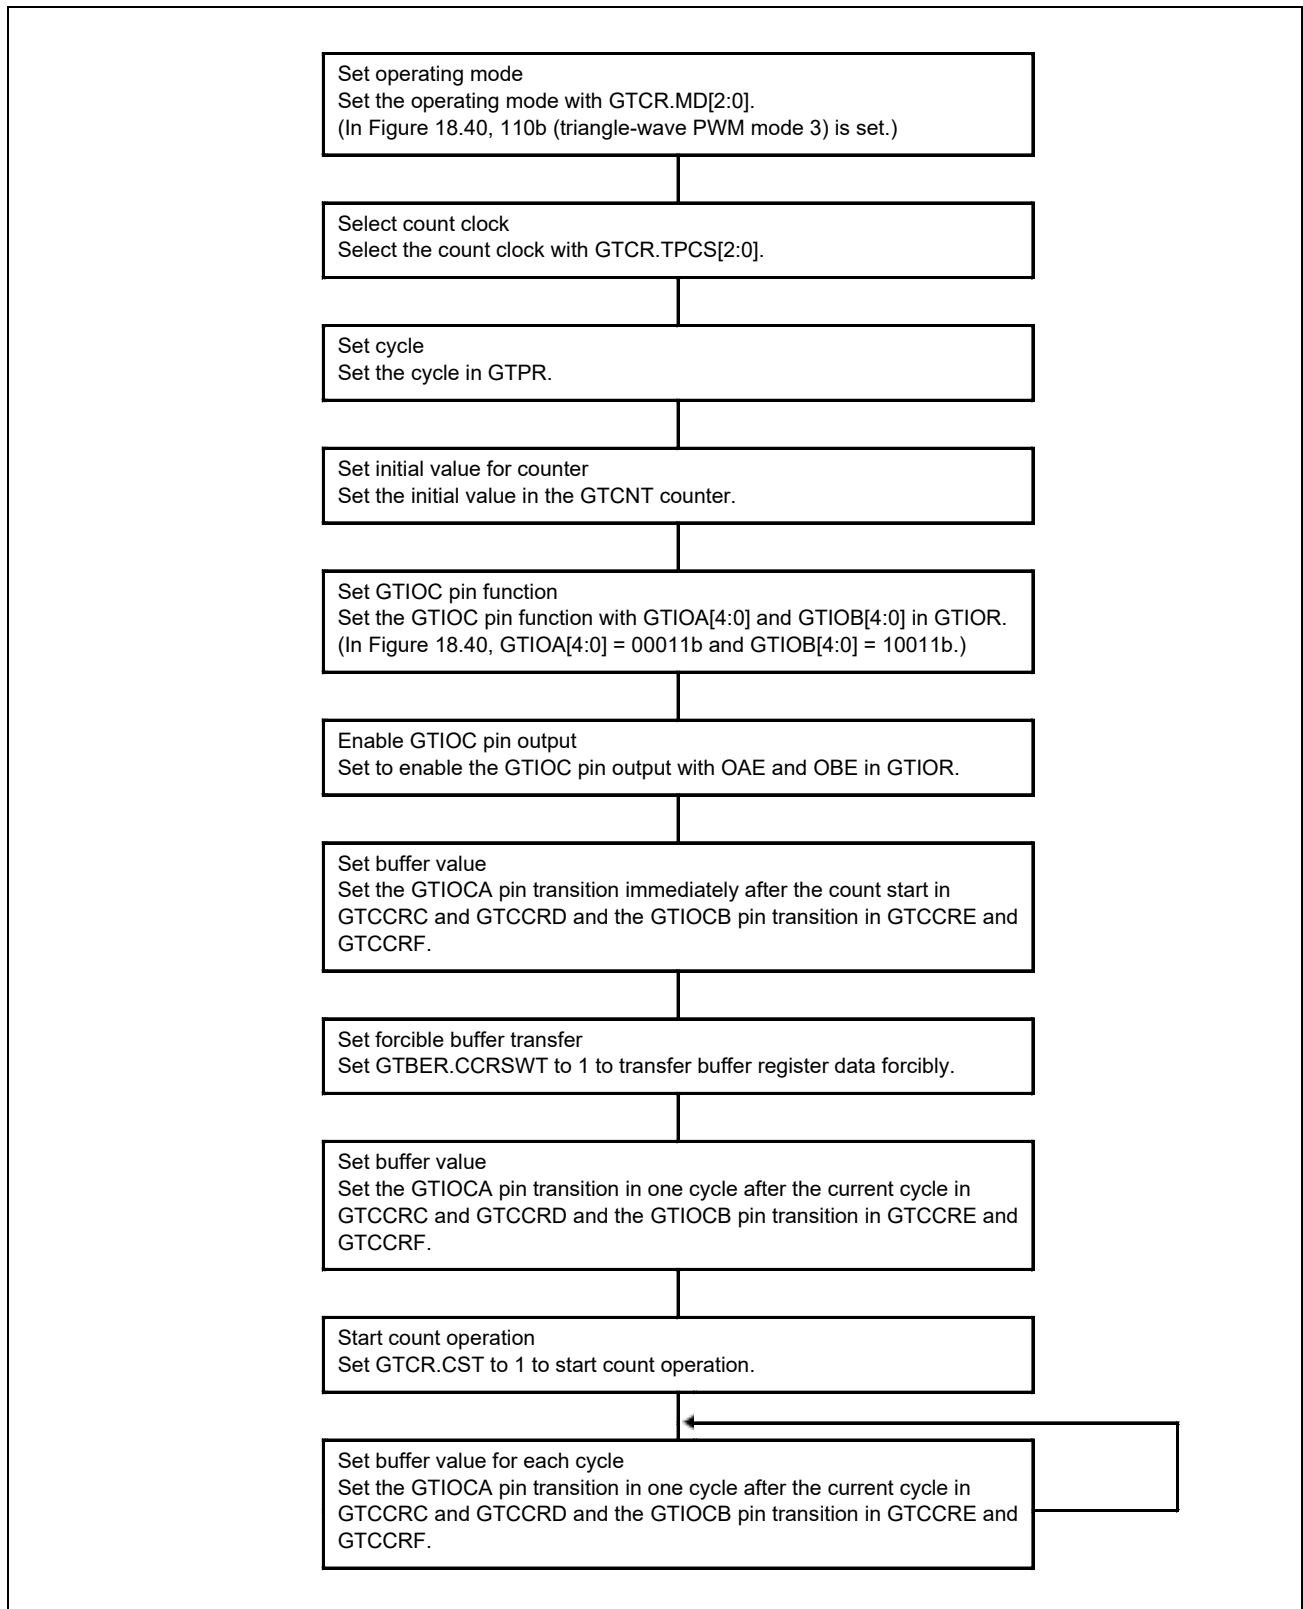 Set operating mode
Set the operating mode with GTCR.MD[2:0].
(In Figure 18.40, 110b (triangle-wave PWM mode 3) is set.)
Select count clock
Select the count clock with GTCR.TPCS[2:0].
Set cycle
Set the cycle in GTPR.
Set initial value for counter
Set the initial value in the GTCNT counter.
Set GTIOC pin function
Set the GTIOC pin function with GTIOA[4:0] and GTIOB[4:0] in GTIOR.
(In Figure 18.40, GTIOA[4:0] = 00011b and GTIOB[4:0] = 10011b.)
Enable GTIOC pin output
Set to enable the GTIOC pin output with OAE and OBE in GTIOR.
Set buffer value
Set the GTIOCA pin transition immediately after the count start in
GTCCRC and GTCCRD and the GTIOCB pin transition in GTCCRE and
GTCCRF.
Set forcible buffer transfer
Set GTBER.CCRSWT to 1 to transfer buffer register data forcibly.
Set buffer value
Set the GTIOCA pin transition in one cycle after the current cycle in
GTCCRC and GTCCRD and the GTIOCB pin transition in GTCCRE and
GTCCRF.
Start count operation
Set GTCR.CST to 1 to start count operation.
Set buffer value for each cycle
Set the GTIOCA pin transition in one cycle after the current cycle in
GTCCRC and GTCCRD and the GTIOCB pin transition in GTCCRE and
GTCCRF.